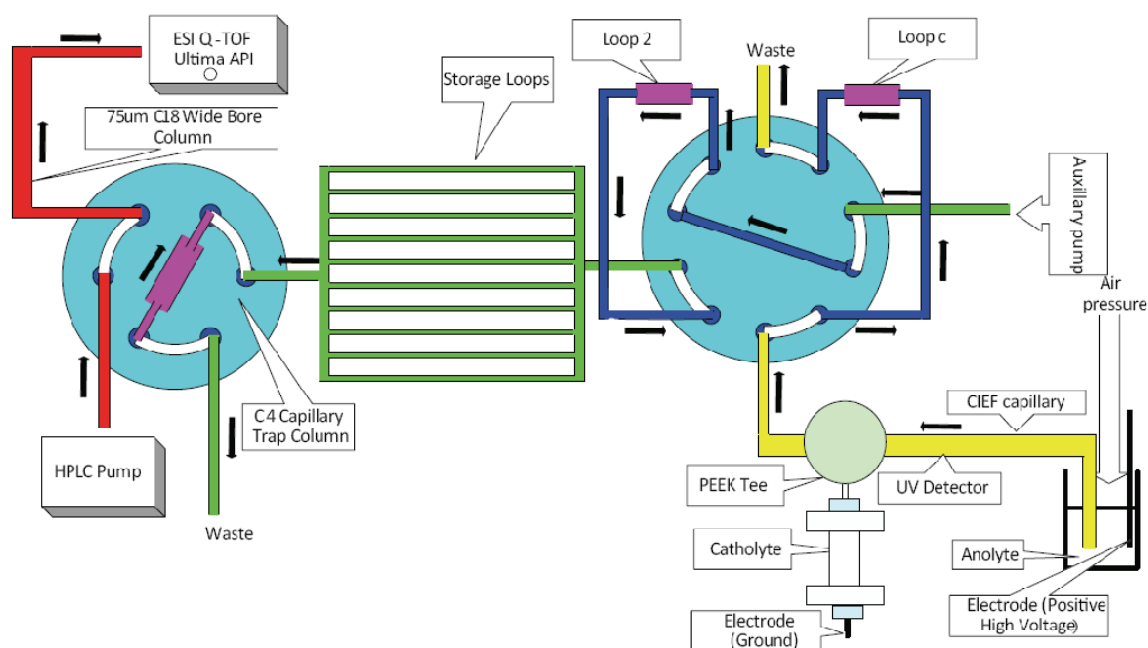 ESI Q -TOF
Ultima API
Loop 2
Waste
Loop c
Storage Loops
75um C18 Wide Bore
Column
Auxillary pump
Air
pressure
C4 Capillary
Trap Column
CIEF capillary
HPLC Pump
PEEK Tee
UV Detector
Waste
Catholyte
Anolyte
Electrode
(Ground)
Electrode (Positive
High Voltage)